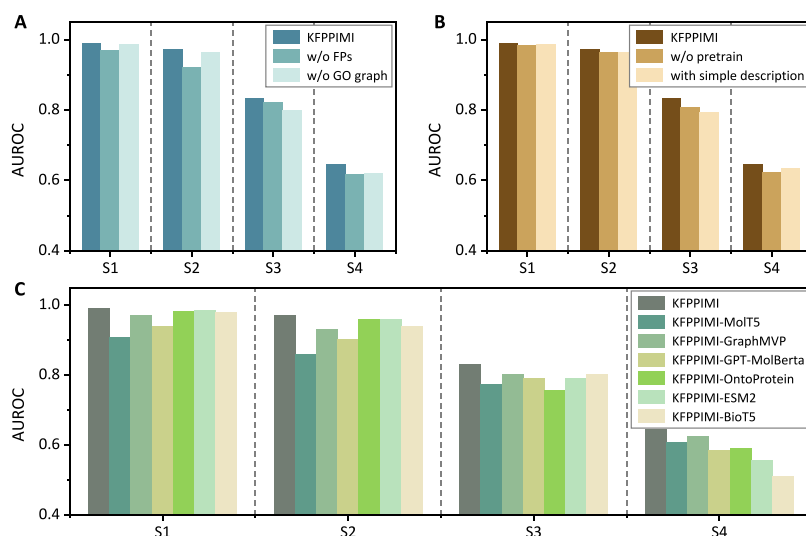 A
KFPPIMI
w/o FPs
w/o GO graph
AUROC
1.0
0.8
0.6
0.4
S1 S2 S3 S4
B
KFPPIMI
w/o pretrain
with simple description
AUROC
1.0
0.8
0.6
0.4
S1 S2 S3 S4
C
KFPPIMI
KFPPIMI-MolT5
KFPPIMI-GraphMVP
KFPPIMI-GPT-MolBerta
KFPPIMI-OntoProtein
KFPPIMI-ESM2
KFPPIMI-BioT5
AUROC
1.0
0.8
0.6
0.4
S1 S2 S3 S4